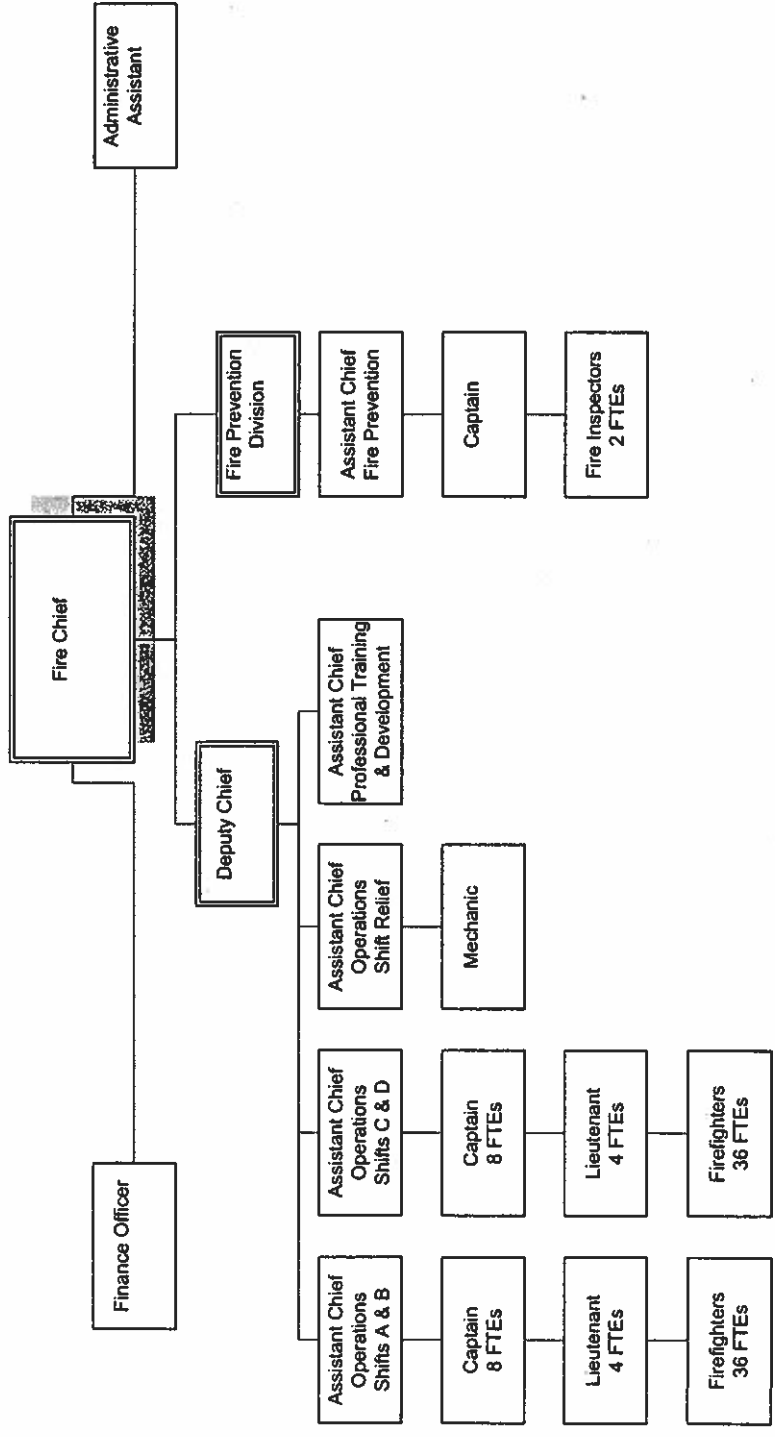 Fire Chief
Finance Officer
Administrative
Assistant
Deputy Chief
Fire Prevention
Division
Assistant Chief
Operations
Shifts A & B
Assistant Chief
Operations
Shifts C & D
Assistant Chief
Operations
Shift Relief
Assistant Chief
Professional Training
& Development
Assistant Chief
Fire Prevention
Captain
8 FTEs
Captain
8 FTEs
Mechanic
Captain
Lieutenant
4 FTEs
Lieutenant
4 FTEs
Fire Inspectors
2 FTEs
Firefighters
36 FTEs
Firefighters
36 FTEs